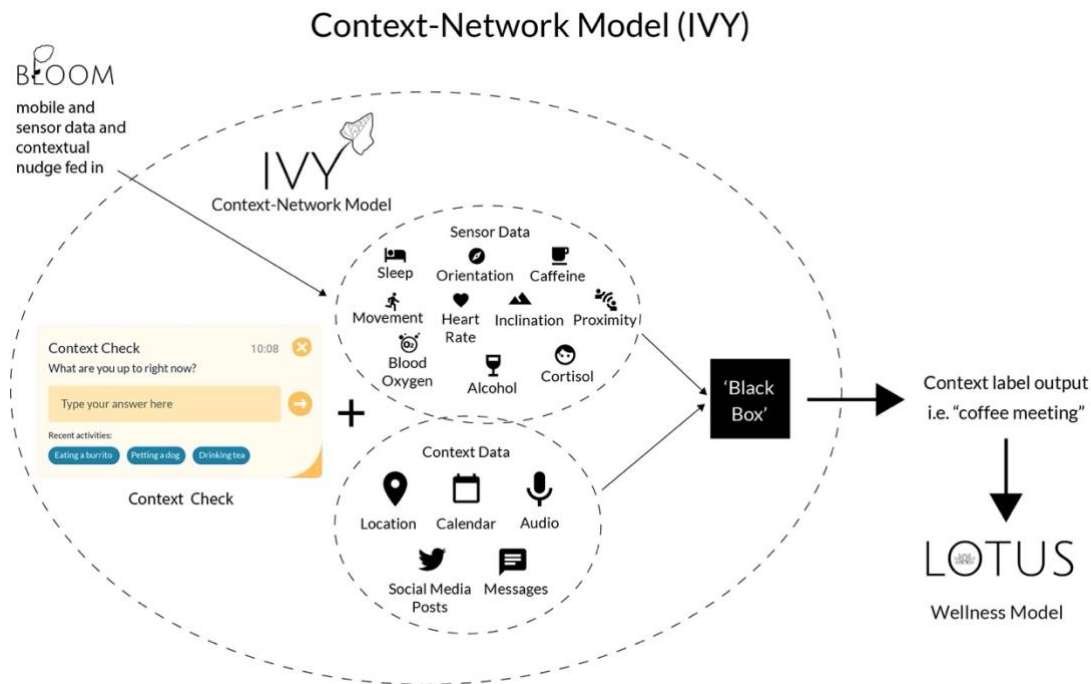 Context-Network Model (IVY)
BLOOM
mobile and
sensor data and
contextual
nudge fed in
IVY
Context-Network Model
Sensor Data
Sleep
Orientation
Caffeine
Movement
Heart
Rate
Inclination
Proximity
O2
Blood
Oxygen
Alcohol
Cortisol
Context Check
10:08
What are you up to right now?
Type your answer here
Recent activities:
Eating a burrito
Petting a dog
Drinking tea
Context Check
+
Context Data
Location
Calendar
Audio
Social Media
Posts
Messages
‘Black
Box’
Context label output
i.e. “coffee meeting”
LOTUS
Wellness Model